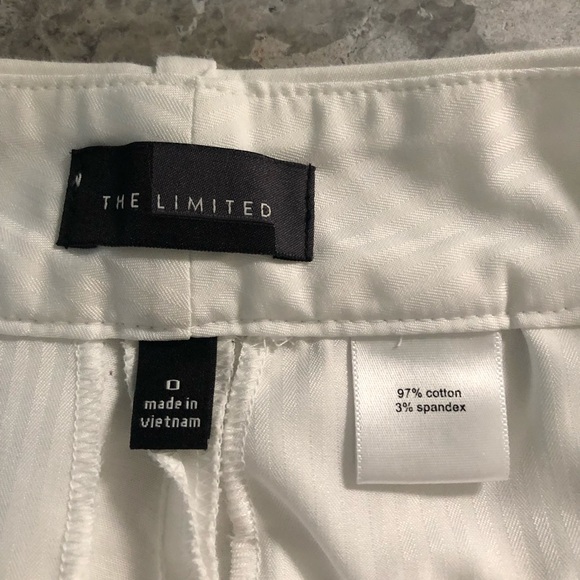 THE LIMITED
0
made in
vietnam
97% cotton
3% spandex